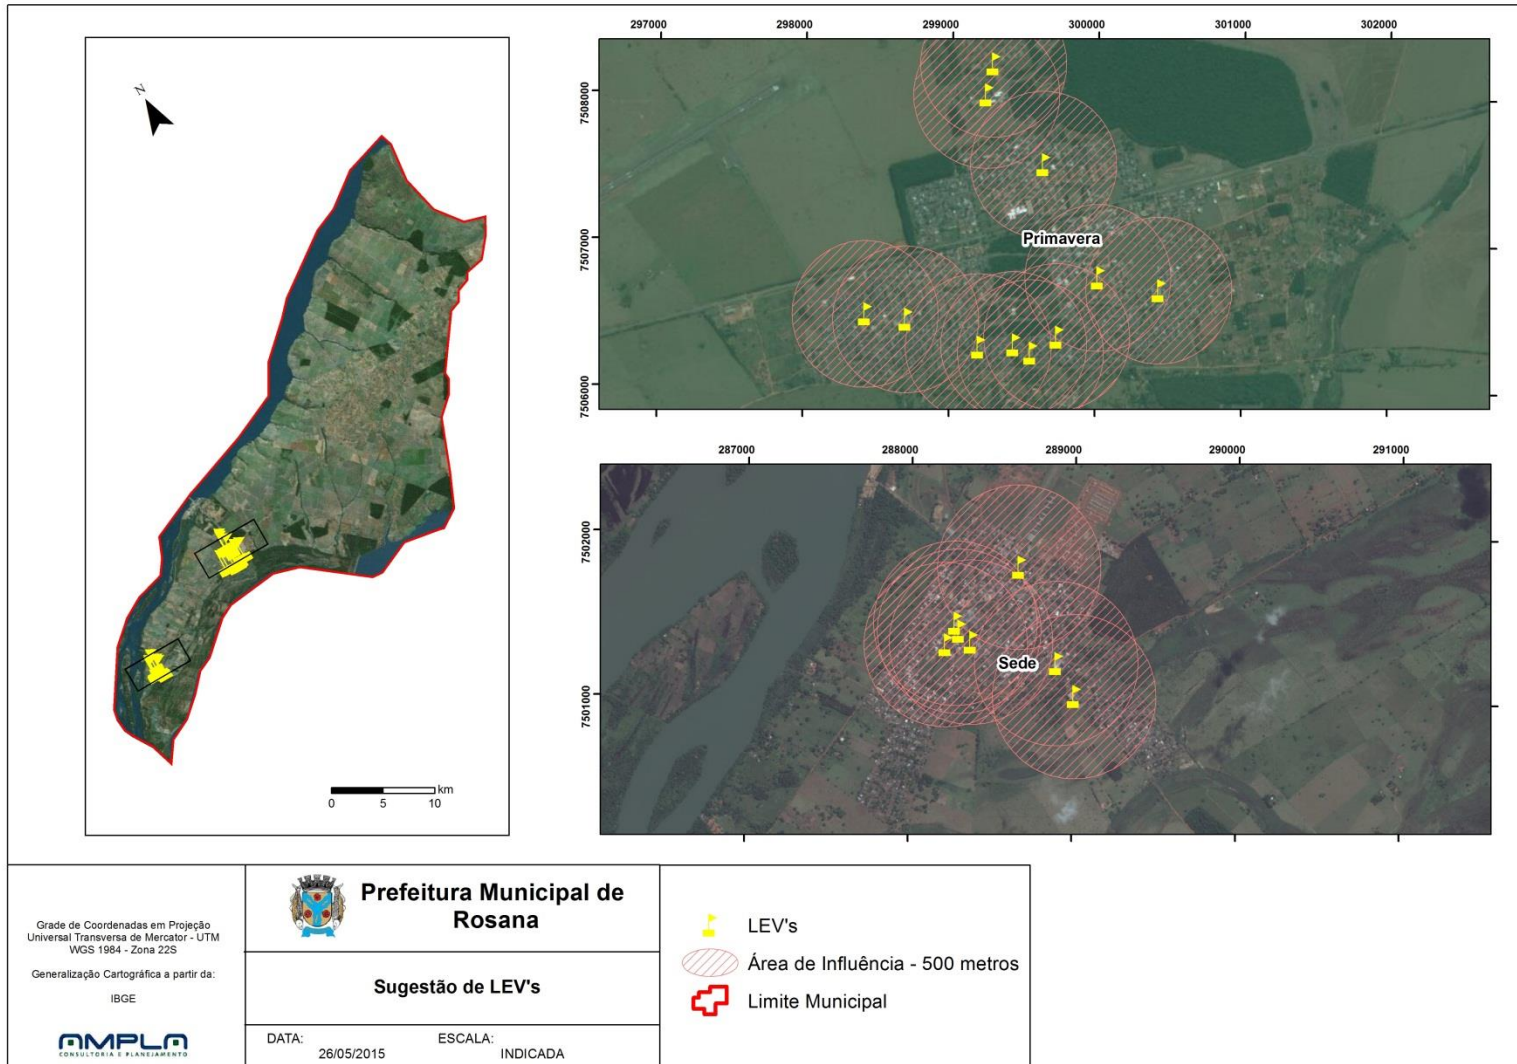 N
km
0 5 10
297000 298000 299000 300000 301000 302000
7508000
7507000
7506000
Primavera
287000 288000 289000 290000 291000
7502000
7501000
Sede
Grade de Coordenadas em Projeção
Universal Transversa de Mercator - UTM
WGS 1984 - Zona 22S
Generalização Cartográfica a partir da:
IBGE
AMPLA
CONSULTORIA E PLANEJAMENTO
Prefeitura Municipal de
Rosana
Sugestão de LEV's
DATA:
26/05/2015
ESCALA:
INDICADA
LEV's
Área de Influência - 500 metros
Limite Municipal